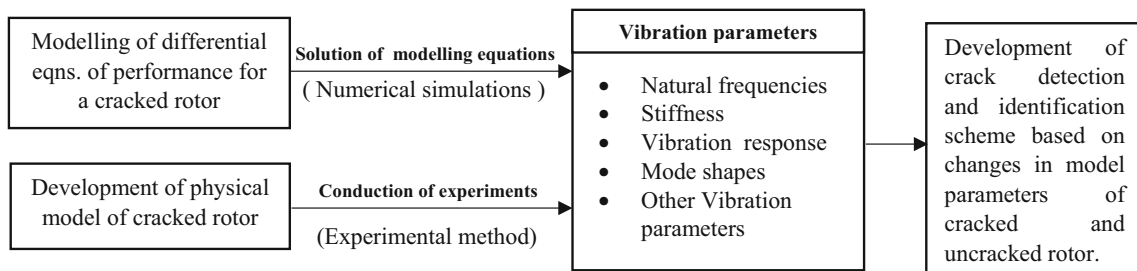 Modelling of differential
eqns. of performance for
a cracked rotor
Solution of modelling equations
( Numerical simulations )
Development of physical
model of cracked rotor
Conduction of experiments
(Experimental method)
Vibration parameters
• Natural frequencies
• Stiffness
• Vibration response
• Mode shapes
• Other Vibration
parameters
Development of
crack detection
and identification
scheme based on
changes in model
parameters of
cracked and
uncracked rotor.